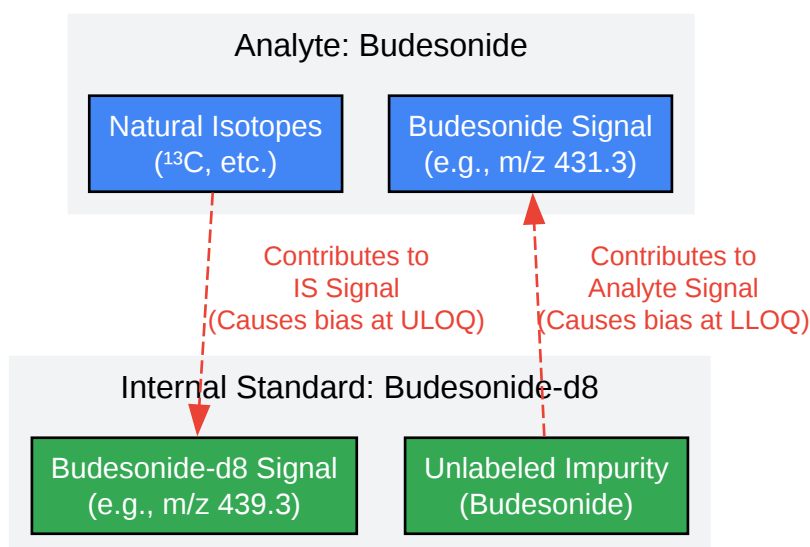 Analyte: Budesonide
Natural Isotopes
(¹³C, etc.)
Budesonide Signal
(e.g., m/z 431.3)
Contributes to
IS Signal
(Causes bias at ULOQ)
Contributes to
Analyte Signal
(Causes bias at LLOQ)
Internal Standard: Budesonide-d8
Budesonide-d8 Signal
(e.g., m/z 439.3)
Unlabeled Impurity
(Budesonide)